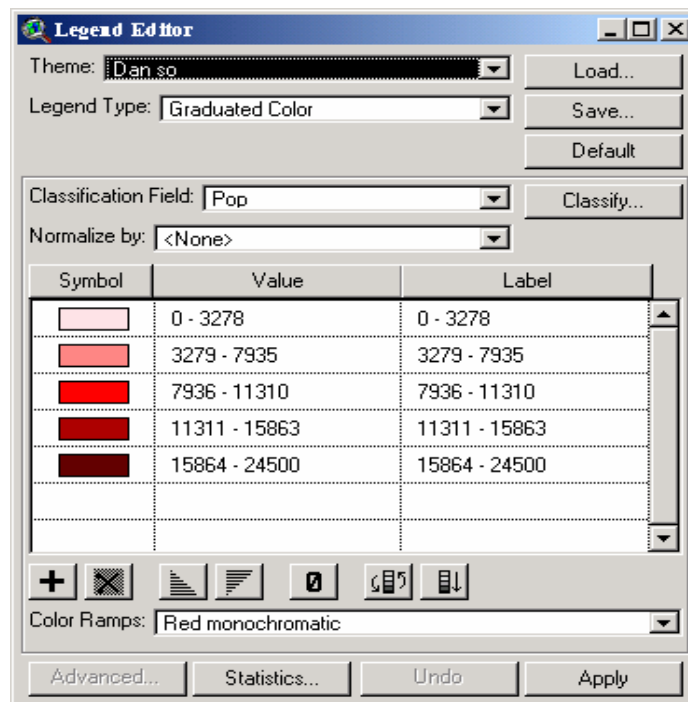 Legend Editor
Theme: Dan so
Load...
Legend Type: Graduated Color
Save...
Default
Classification Field: Pop
Classify...
Normalize by: <None>
Symbol Value Label
0 - 3278 0 - 3278
3279 - 7935 3279 - 7935
7936 - 11310 7936 - 11310
11311 - 15863 11311 - 15863
15864 - 24500 15864 - 24500
0
Color Ramps: Red monochromatic
Advanced... Statistics... Undo Apply